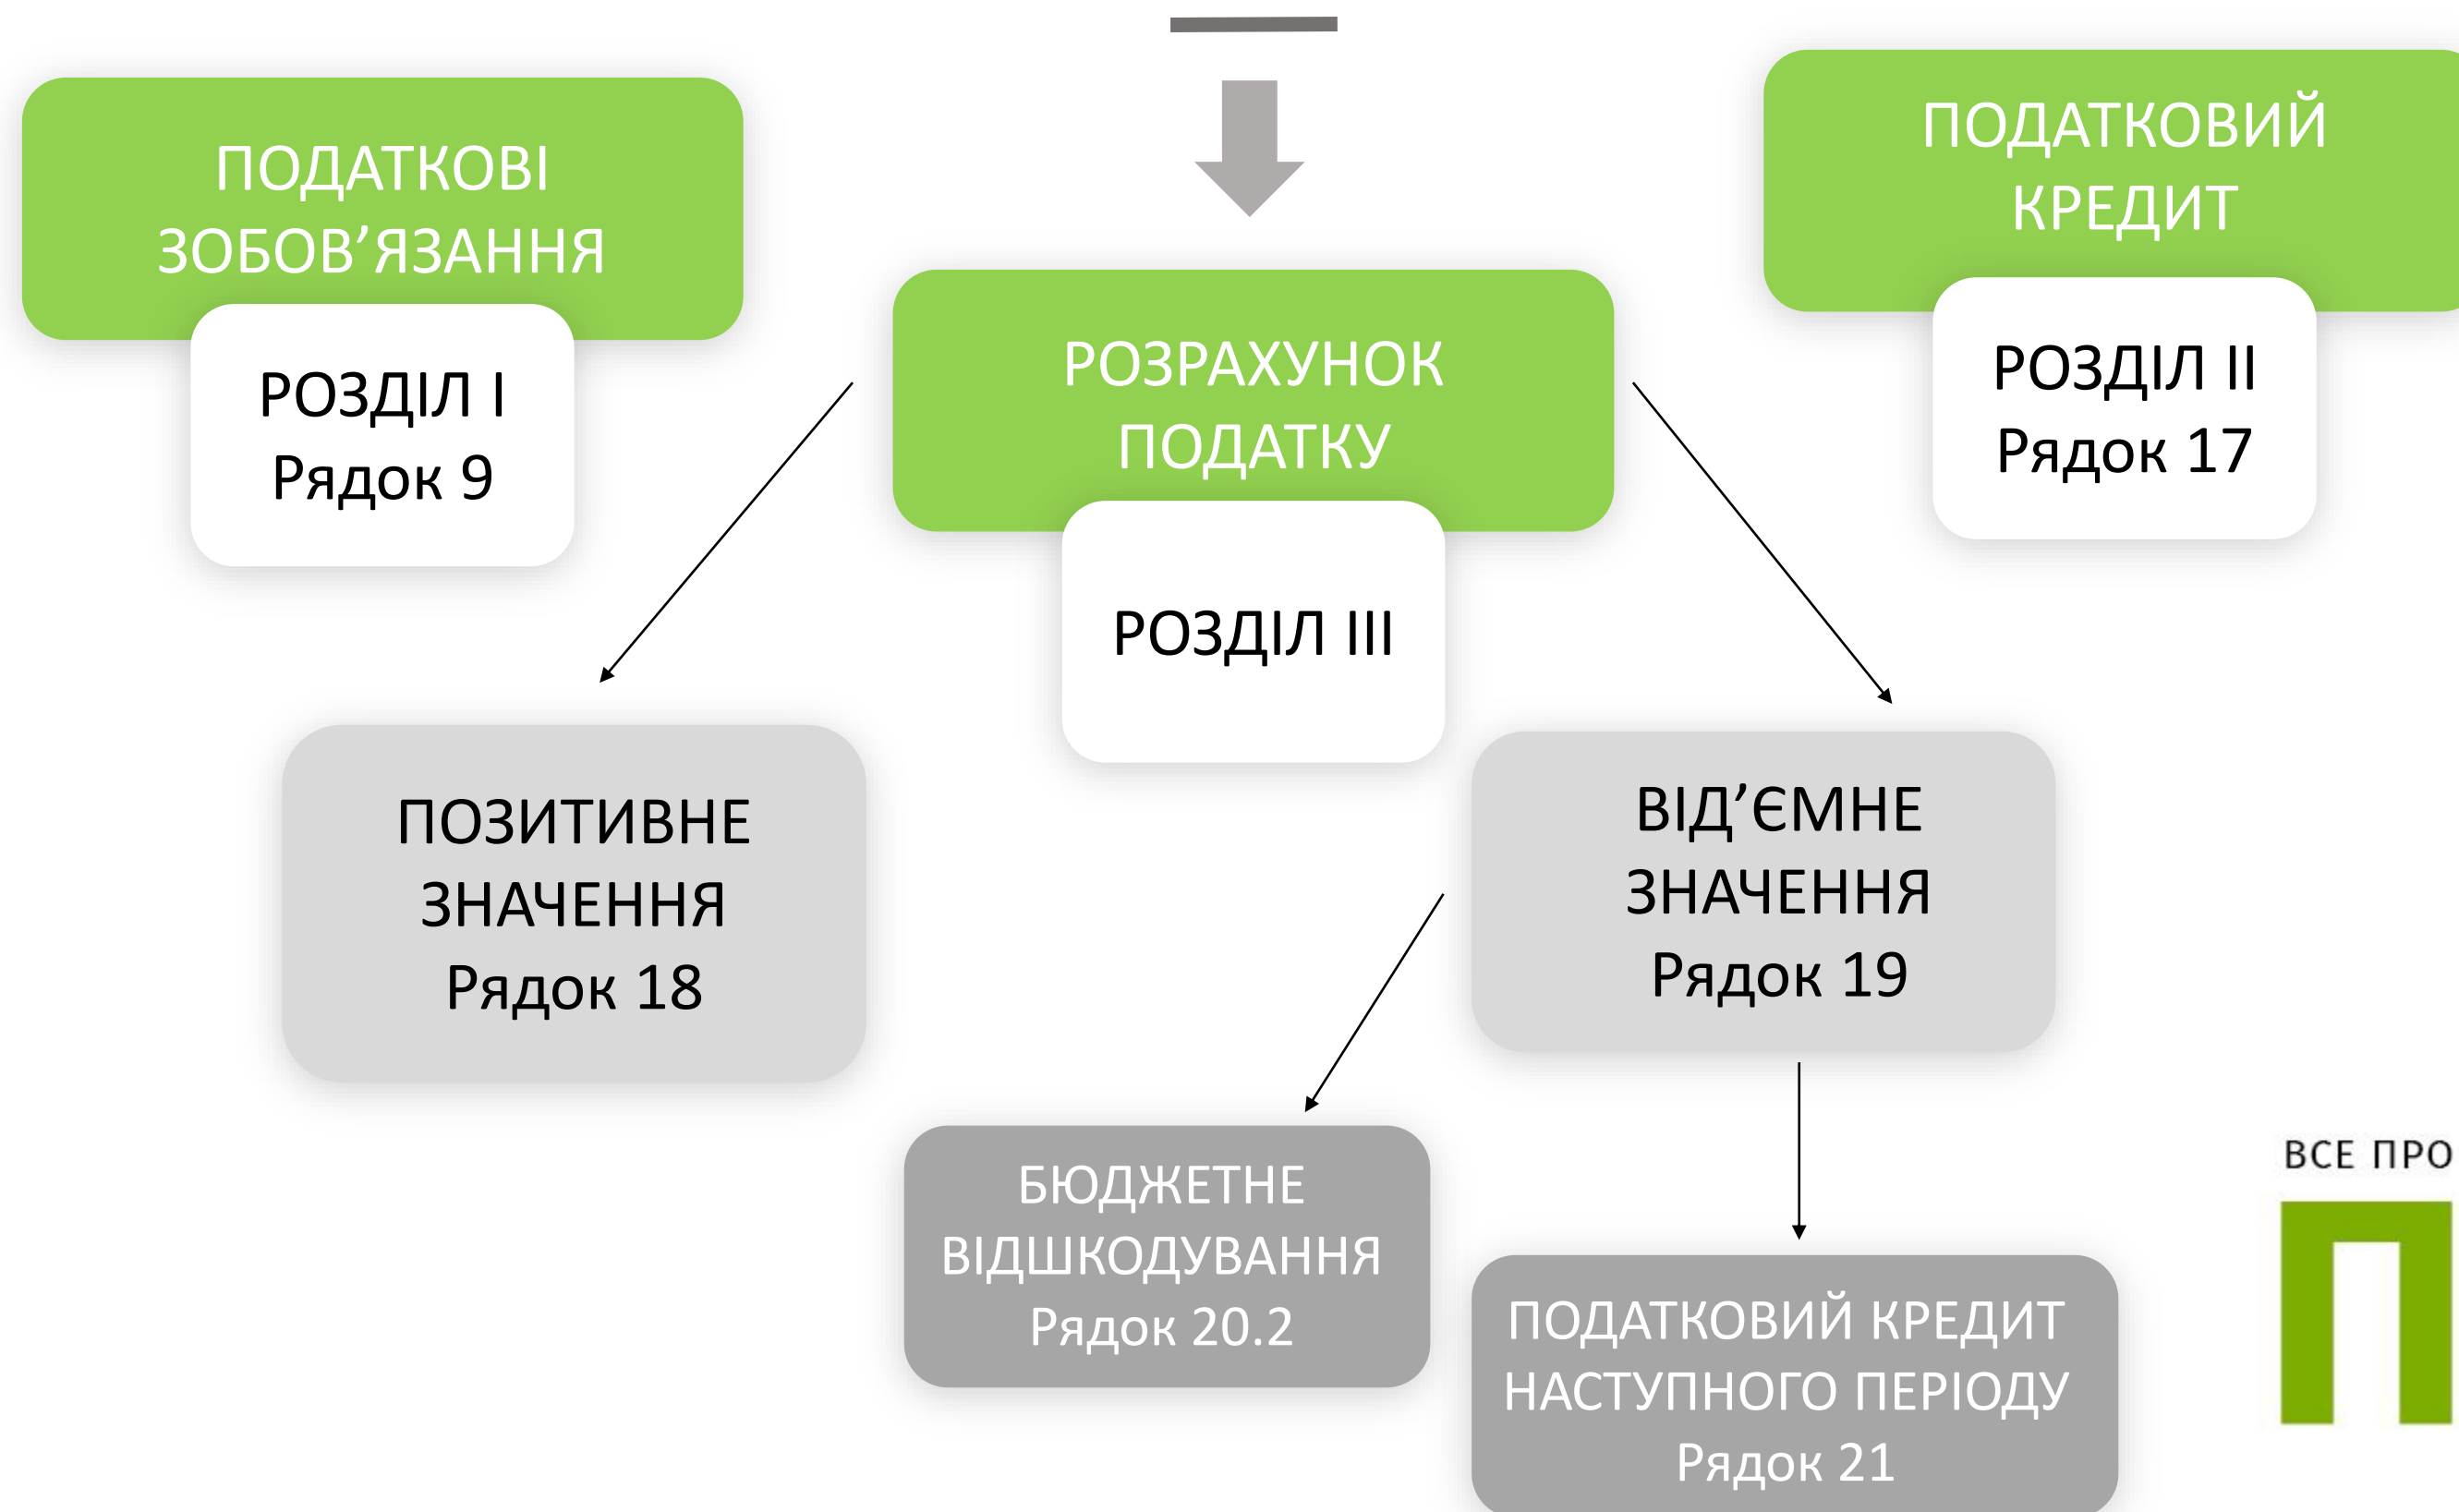 ПОДАТКОВІ
ЗОБОВ’ЯЗАННЯ
РОЗДІЛ І
Рядок 9
РОЗРАХУНОК
ПОДАТКУ
РОЗДІЛ ІІІ
ПОДАТКОВИЙ
КРЕДИТ
РОЗДІЛ ІІ
Рядок 17
ПОЗИТИВНЕ
ЗНАЧЕННЯ
Рядок 18
ВІД’ЄМНЕ
ЗНАЧЕННЯ
Рядок 19
БЮДЖЕТНЕ
ВІДШКОДУВАННЯ
Рядок 20.2
ПОДАТКОВИЙ КРЕДИТ
НАСТУПНОГО ПЕРІОДУ
Рядок 21
ВСЕ ПРО
П